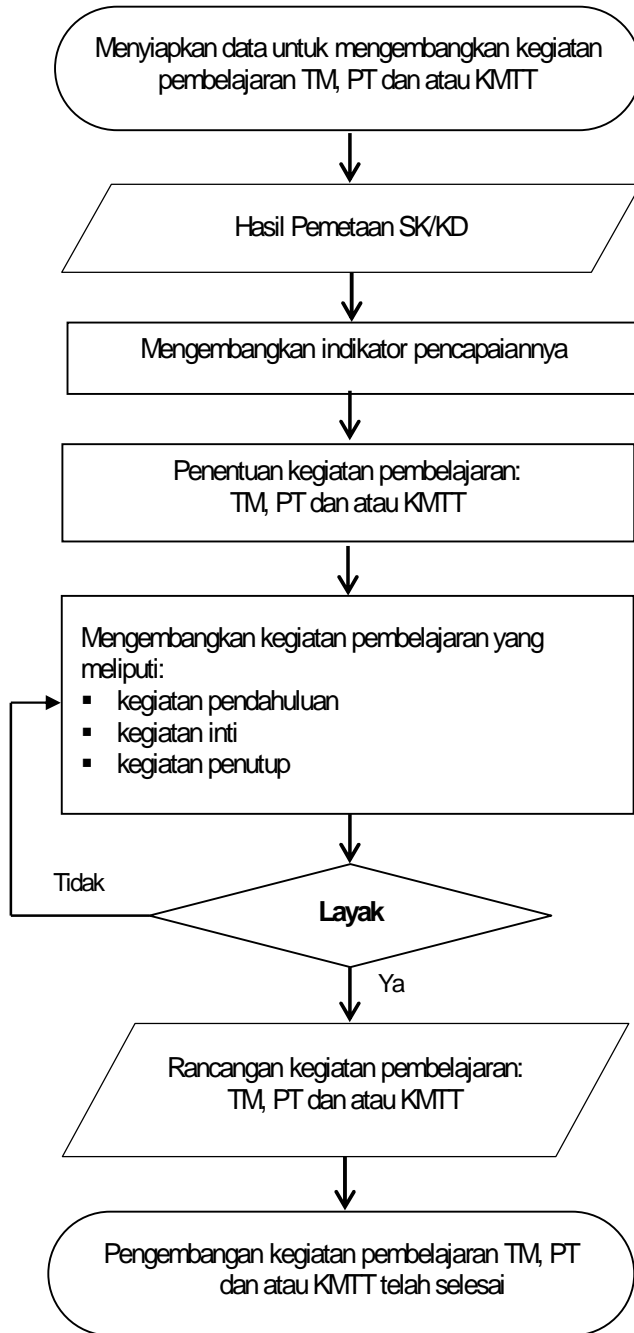 Menyiapkan data untuk mengembangkan kegiatan
pembelajaran TM, PT dan atau KMTT
Hasil Pemetaan SK/KD
Mengembangkan indikator pencapaiannya
Penentuan kegiatan pembelajaran:
TM, PT dan atau KMTT
Mengembangkan kegiatan pembelajaran yang
meliputi:
▪ kegiatan pendahuluan
▪ kegiatan inti
▪ kegiatan penutup
Tidak
Layak
Ya
Rancangan kegiatan pembelajaran:
TM, PT dan atau KMTT
Pengembangan kegiatan pembelajaran TM, PT
dan atau KMTT telah selesai